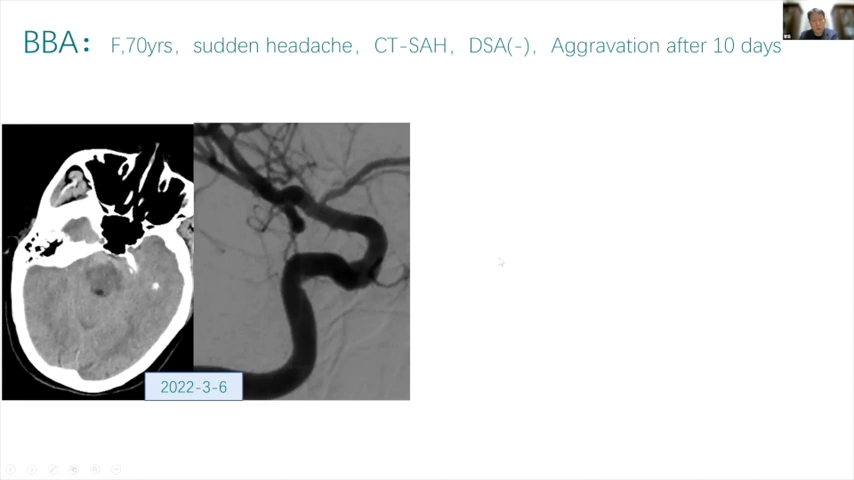 BBA： F,70yrs，sudden headache，CT-SAH，DSA(-)，Aggravation after 10 days
2022-3-6